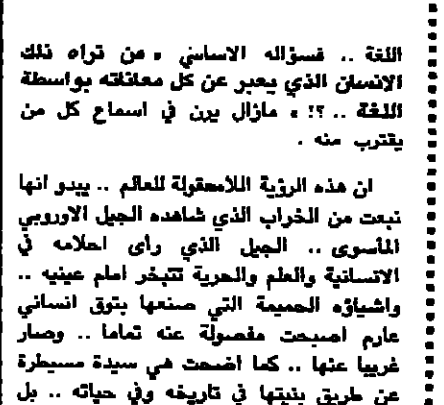 اللغة .. فسؤاله الاساسي « من تراه ذلك
الانسان الذي يعبر عن كل معاناته بواسطة
اللغة .. ؟! » مازال يرن في اسماع كل من
يقترب منه .
ان هذه الرؤية اللامعقولة للعالم .. يبدو انها
نبعت من الخراب الذي شاهده الجيل الاوروبي
المأسوى .. الجيل الذي رأى احلامه في
الانسانية والعلم والحرية تتبخر امام عينيه ..
واشياؤه الحميمة التي صنعها بتوق انساني
عارم اصبحت مفصولة عنه تماما .. وصار
غريبا عنها .. كما اضحت هي سيدة مسيطرة
عن طريق بنيتها في تاريخه وفي حياته .. بل